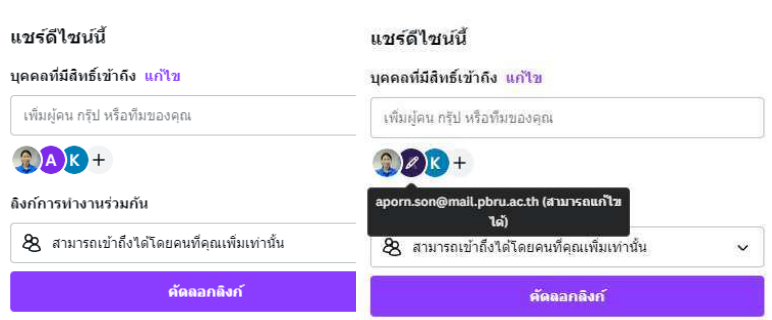 แชร์ดีไซน์นี้
บุคคลที่มีสิทธิ์เข้าถึง แก้ไข
เพิ่มผู้คน กรุ๊ป หรือทีมของคุณ
A K +
ลิงก์การทำงานร่วมกัน
สามารถเข้าถึงได้โดยคนที่คุณเพิ่มเท่านั้น
คัดลอกลิงก์
แชร์ดีไซน์นี้
บุคคลที่มีสิทธิ์เข้าถึง แก้ไข
เพิ่มผู้คน กรุ๊ป หรือทีมของคุณ
K +
aporn.son@mail.pbru.ac.th (สามารถแก้ไข
ได้)
สามารถเข้าถึงได้โดยคนที่คุณเพิ่มเท่านั้น
คัดลอกลิงก์